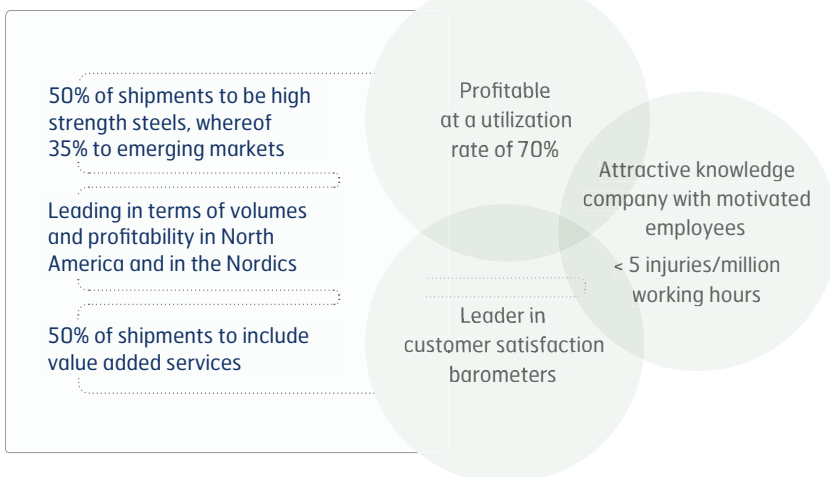 50% of shipments to be high
strength steels, whereof
35% to emerging markets
Leading in terms of volumes
and profitability in North
America and in the Nordics
50% of shipments to include
value added services
Profitable
at a utilization
rate of 70%
Attractive knowledge
company with motivated
employees
< 5 injuries/million
working hours
Leader in
customer satisfaction
barometers